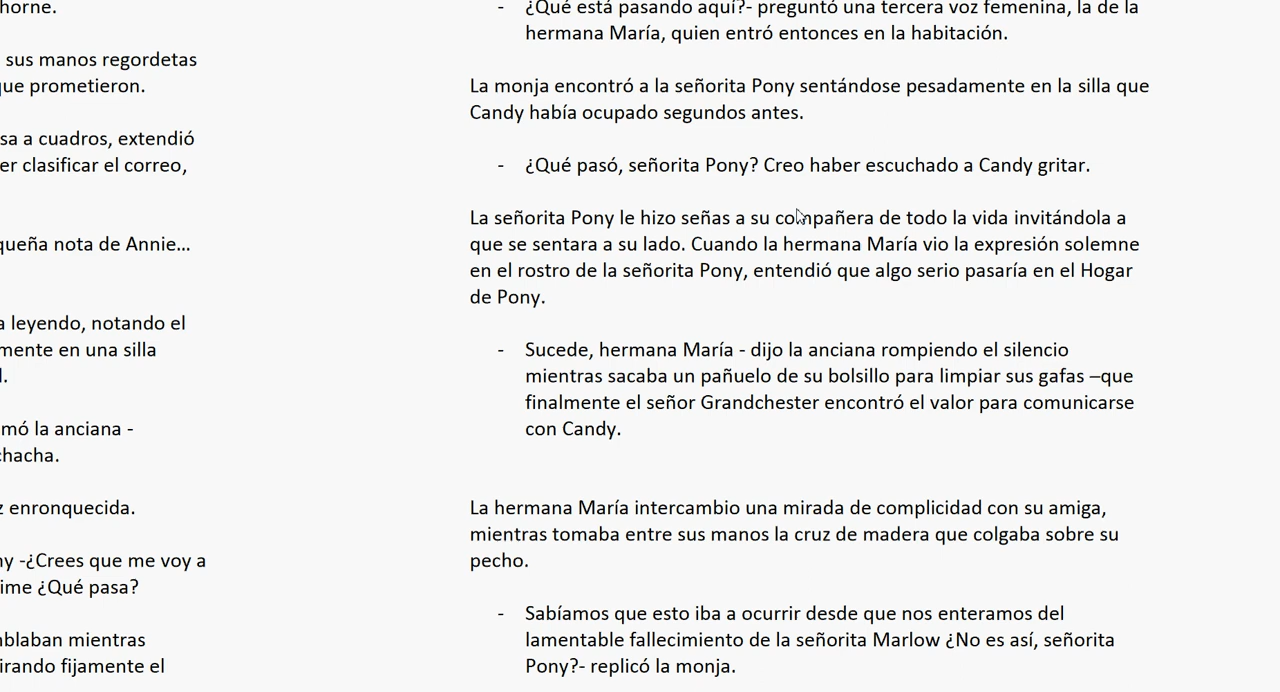 horne.
sus manos regordetas
que prometieron.
sa a cuadros, extendió
er clasificar el correo,
queña nota de Annie...
a leyendo, notando el
mente en una silla
l.
mó la anciana -
chacha.
z enronquecida.
ny -¿Crees que me voy a
ime ¿Qué pasa?
mblaban mientras
irando fijamente el
- ¿Qué está pasando aquí?- preguntó una tercera voz femenina, la de la
hermana María, quien entró entonces en la habitación.
La monja encontró a la señorita Pony sentándose pesadamente en la silla que
Candy había ocupado segundos antes.
- ¿Qué pasó, señorita Pony? Creo haber escuchado a Candy gritar.
La señorita Pony le hizo señas a su compañera de todo la vida invitándola a
que se sentara a su lado. Cuando la hermana María vio la expresión solemne
en el rostro de la señorita Pony, entendió que algo serio pasaría en el Hogar
de Pony.
- Sucede, hermana María - dijo la anciana rompiendo el silencio
mientras sacaba un pañuelo de su bolsillo para limpiar sus gafas –que
finalmente el señor Grandchester encontró el valor para comunicarse
con Candy.
La hermana María intercambio una mirada de complicidad con su amiga,
mientras tomaba entre sus manos la cruz de madera que colgaba sobre su
pecho.
- Sabíamos que esto iba a ocurrir desde que nos enteramos del
lamentable fallecimiento de la señorita Marlow ¿No es así, señorita
Pony?- replicó la monja.